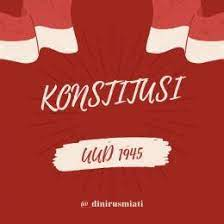 KONSTITUSI
UUD 1945
@ dinirusmiati